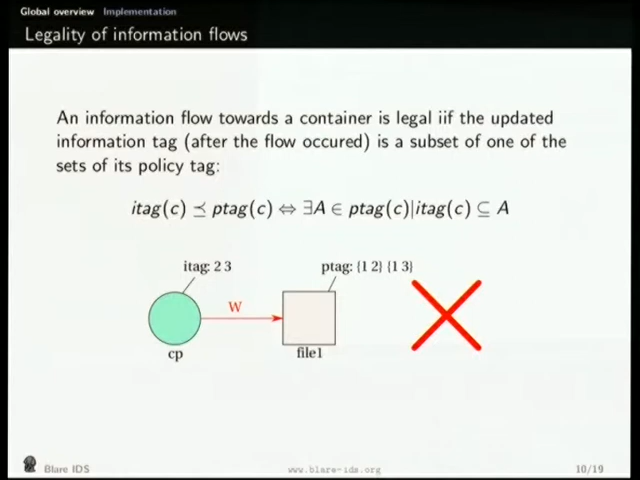 Global overview Implementation
Legality of information flows
An information flow towards a container is legal iif the updated
information tag (after the flow occured) is a subset of one of the
sets of its policy tag:
itag(c) ⪯ ptag(c) ⇔ ∃A ∈ ptag(c)|itag(c) ⊆ A
itag: 2 3
ptag: {1 2} {1 3}
W
cp
file1
Blare IDS
www.blare-ids.org
10/19